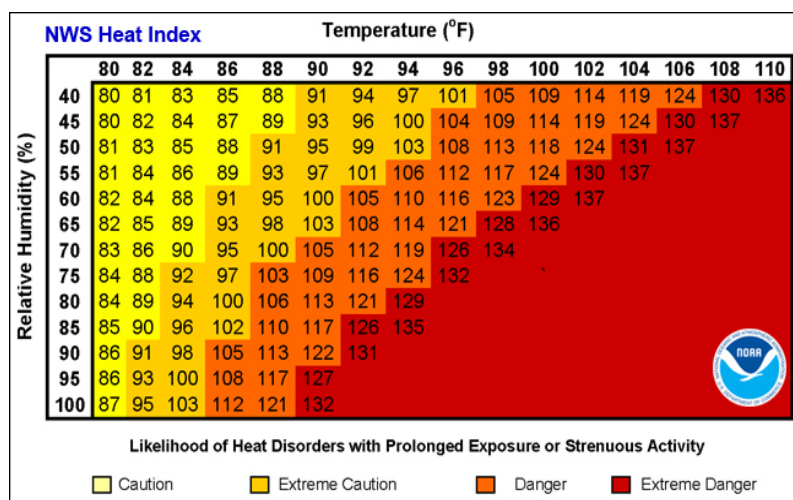 NWS Heat Index Temperature (°F)
80 82 84 86 88 90 92 94 96 98 100 102 104 106 108 110
Relative Humidity (%)
40 80 81 83 85 88 91 94 97 101 105 109 114 119 124 130 136
45 80 82 84 87 89 93 96 100 104 109 114 119 124 130 137
50 81 83 85 88 91 95 99 103 108 113 118 124 131 137
55 81 84 86 89 93 97 101 106 112 117 124 130 137
60 82 84 88 91 95 100 105 110 116 123 129 137
65 82 85 89 93 98 103 108 114 121 128 136
70 83 86 90 95 100 105 112 119 126 134
75 84 88 92 97 103 109 116 124 132
80 84 89 94 100 106 113 121 129
85 85 90 96 102 110 117 126 135
90 86 91 98 105 113 122 131
95 86 93 100 108 117 127
100 87 95 103 112 121 132
NOAA
Likelihood of Heat Disorders with Prolonged Exposure or Strenuous Activity
Caution Extreme Caution Danger Extreme Danger